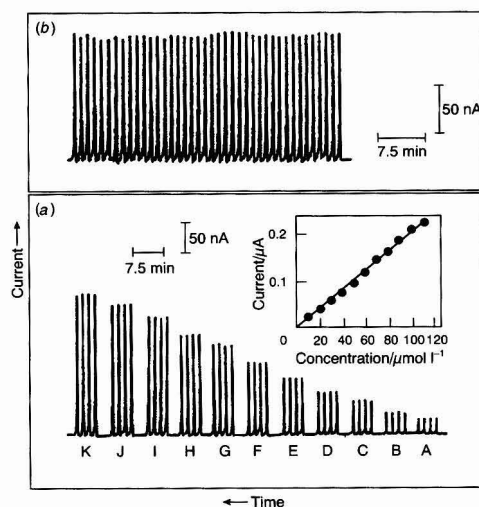 (b)
50 nA
7.5 min
(a)
50 nA
7.5 min
Current →
Current/μA
0.2
0.1
0 20 40 60 80 100 120
Concentration/μmol l⁻¹
K J I H G F E D C B A
← Time